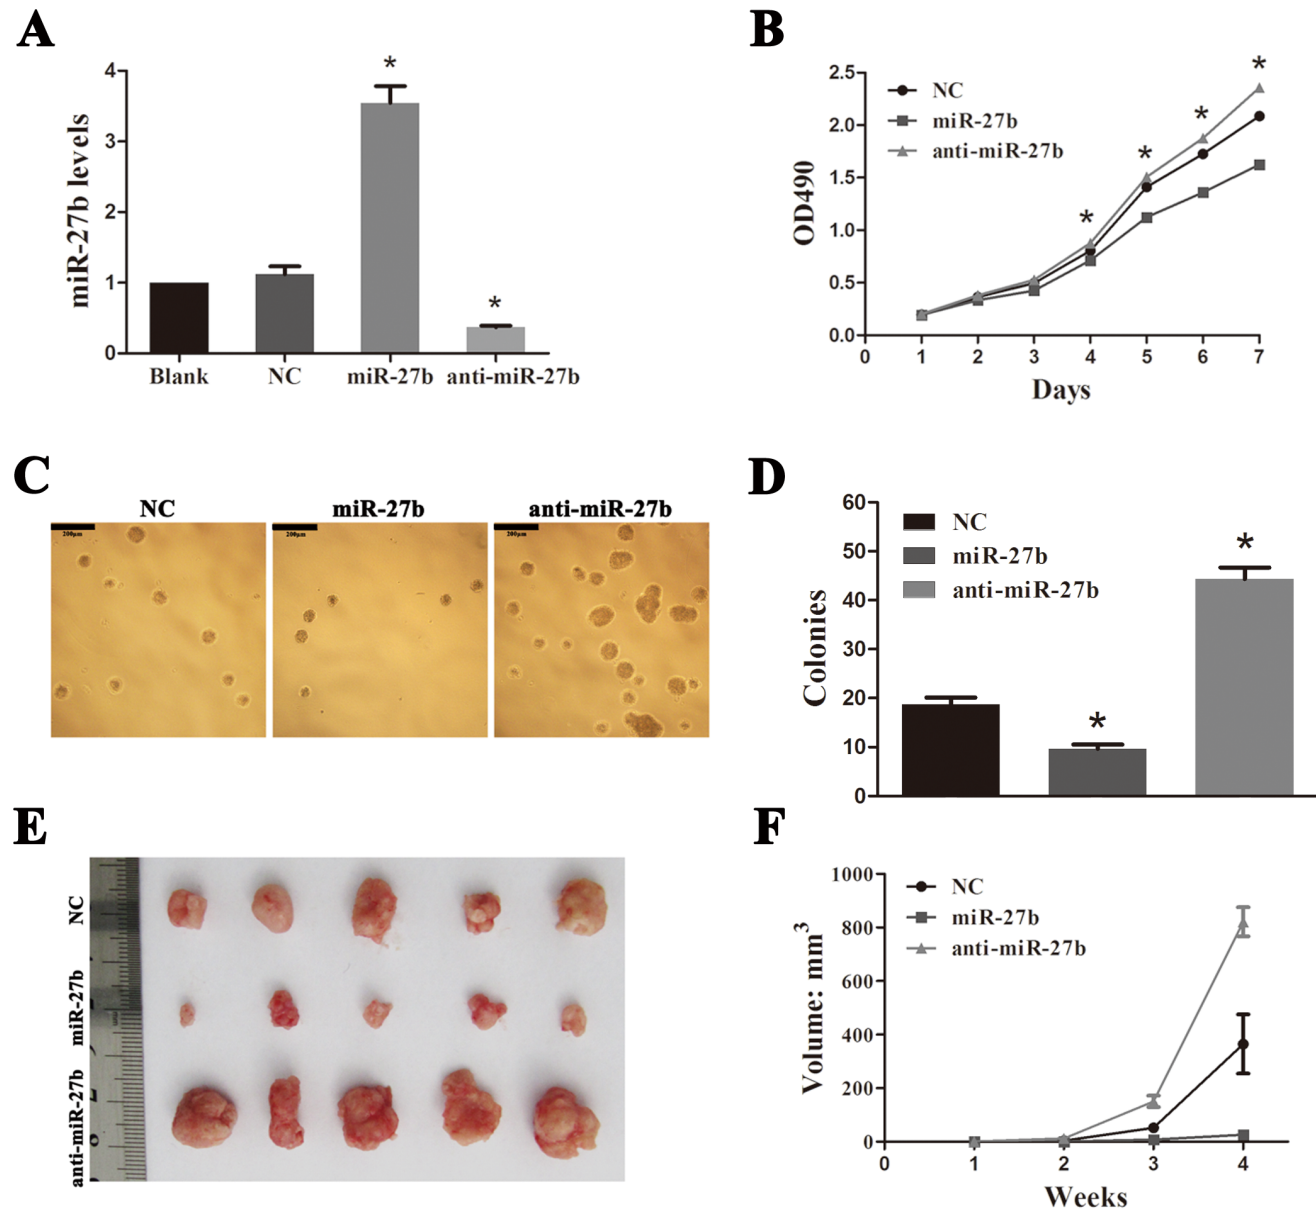 A
miR-27b levels
4
3
2
1
0
*
*
Blank NC miR-27b anti-miR-27b
B
OD490
2.5
2.0
1.5
1.0
0.5
0.0
NC
miR-27b
anti-miR-27b
* * * *
0 1 2 3 4 5 6 7
Days
C
NC miR-27b anti-miR-27b
200μm 200μm 200μm
D
Colonies
60
50
40
30
20
10
0
NC
miR-27b
anti-miR-27b
*
*
E
NC
miR-27b
anti-miR-27b
F
Volume: mm³
1000
800
600
400
200
0
NC
miR-27b
anti-miR-27b
0 1 2 3 4
Weeks